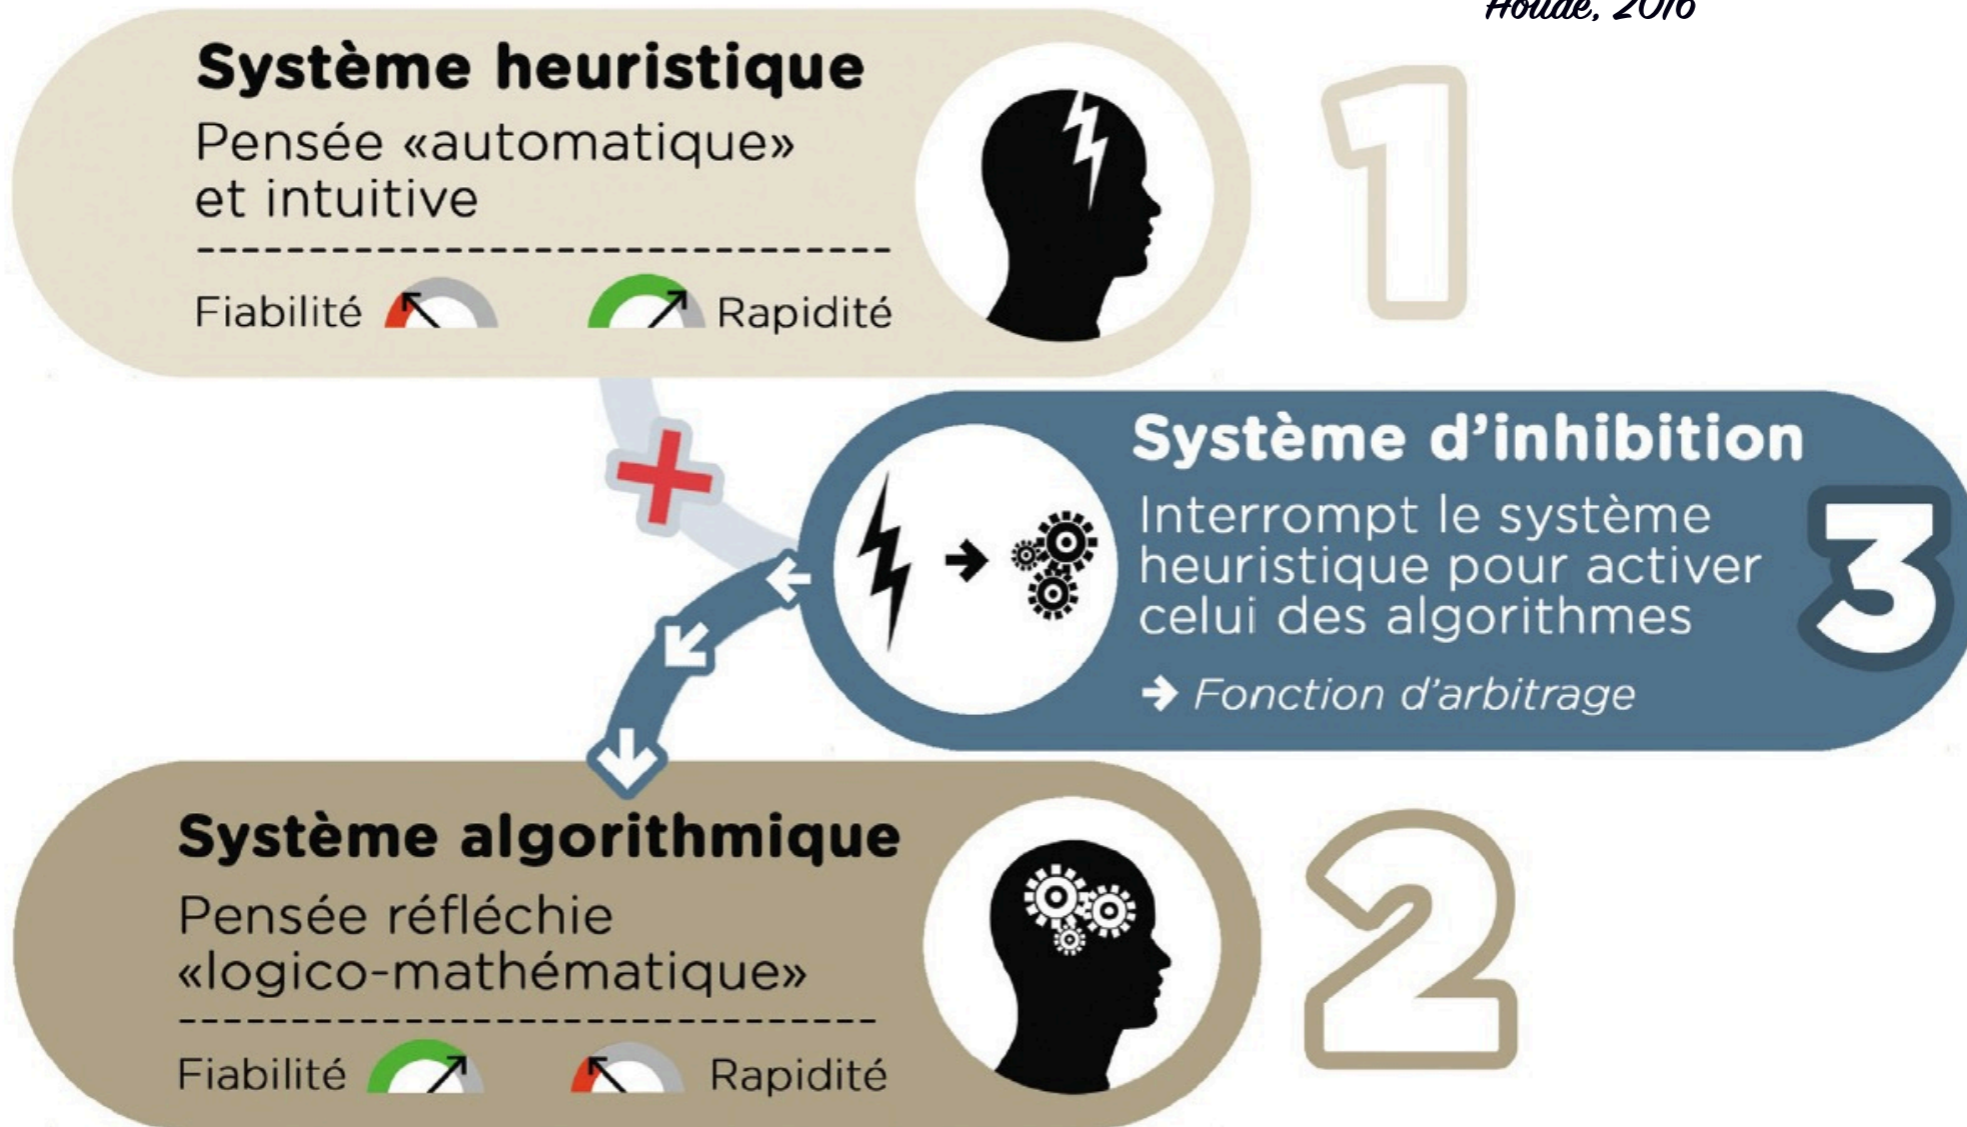 Houdé, 2016
Système heuristique
Pensée «automatique»
et intuitive
Fiabilité
Rapidité
1
Système d’inhibition
Interrompt le système
heuristique pour activer
celui des algorithmes
➔ Fonction d'arbitrage
3
Système algorithmique
Pensée réfléchie
«logico-mathématique»
Fiabilité
Rapidité
2